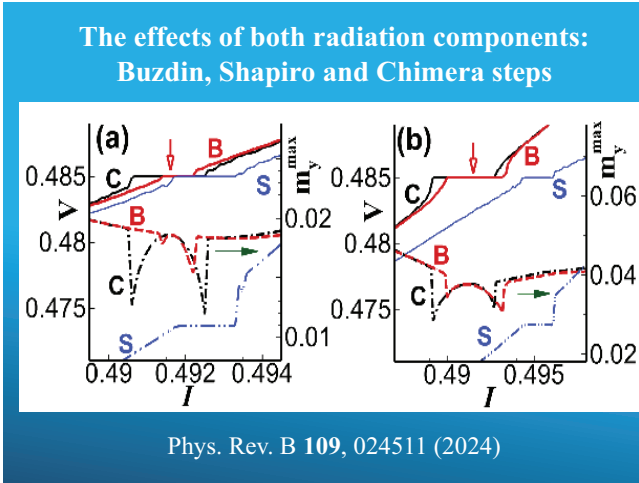 The effects of both radiation components:
Buzdin, Shapiro and Chimera steps
(a)
B
C
S
B
C
S
V
0.485
0.48
0.475
0.49 0.492 0.494
I
m_y^max
0.02
0.01
(b)
B
C
S
B
C
S
V
0.485
0.48
0.475
0.49 0.495
I
m_y^max
0.06
0.04
0.02
Phys. Rev. B 109, 024511 (2024)